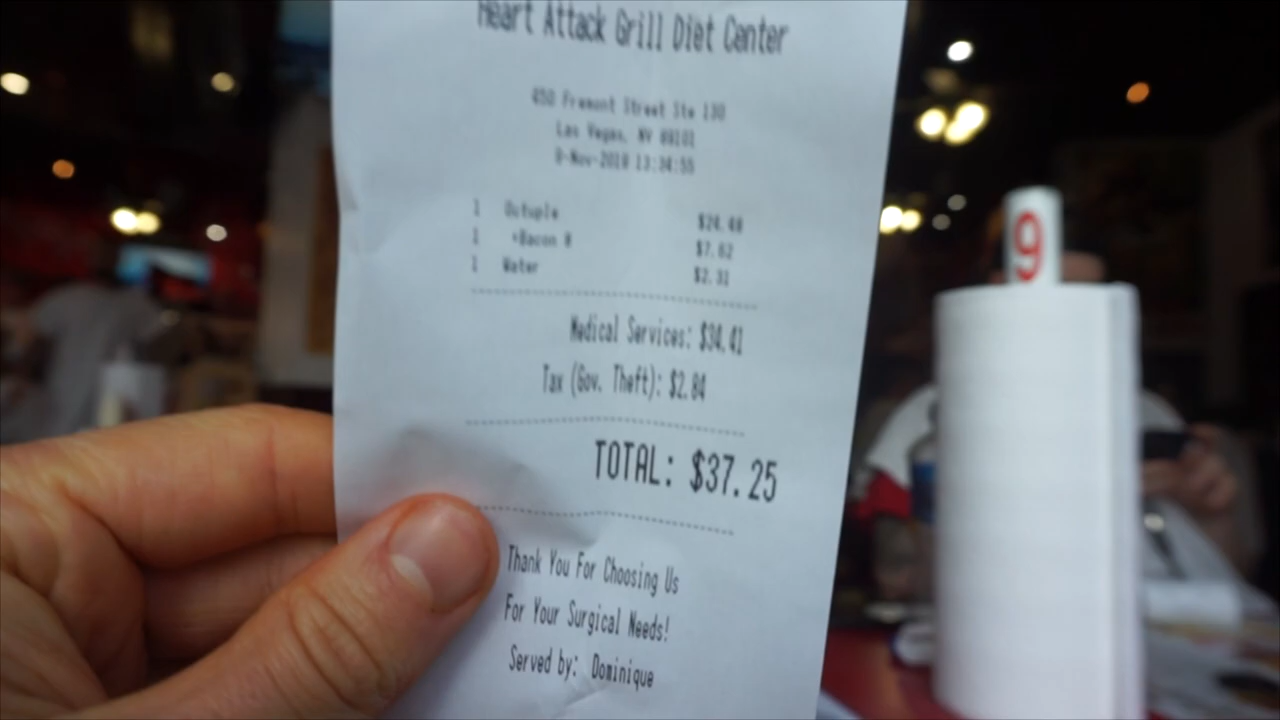 Heart Attack Grill Diet Center
450 Fremont Street Ste 130
Las Vegas, NV 89101
9-Nov-2018 13:34:55
1 Octuple $24.48
1 +Bacon 8 $7.62
1 Water $2.31
Medical Services: $34.41
Tax (Gov. Theft): $2.84
TOTAL: $37.25
Thank You For Choosing Us
For Your Surgical Needs!
Served by: Dominique
9